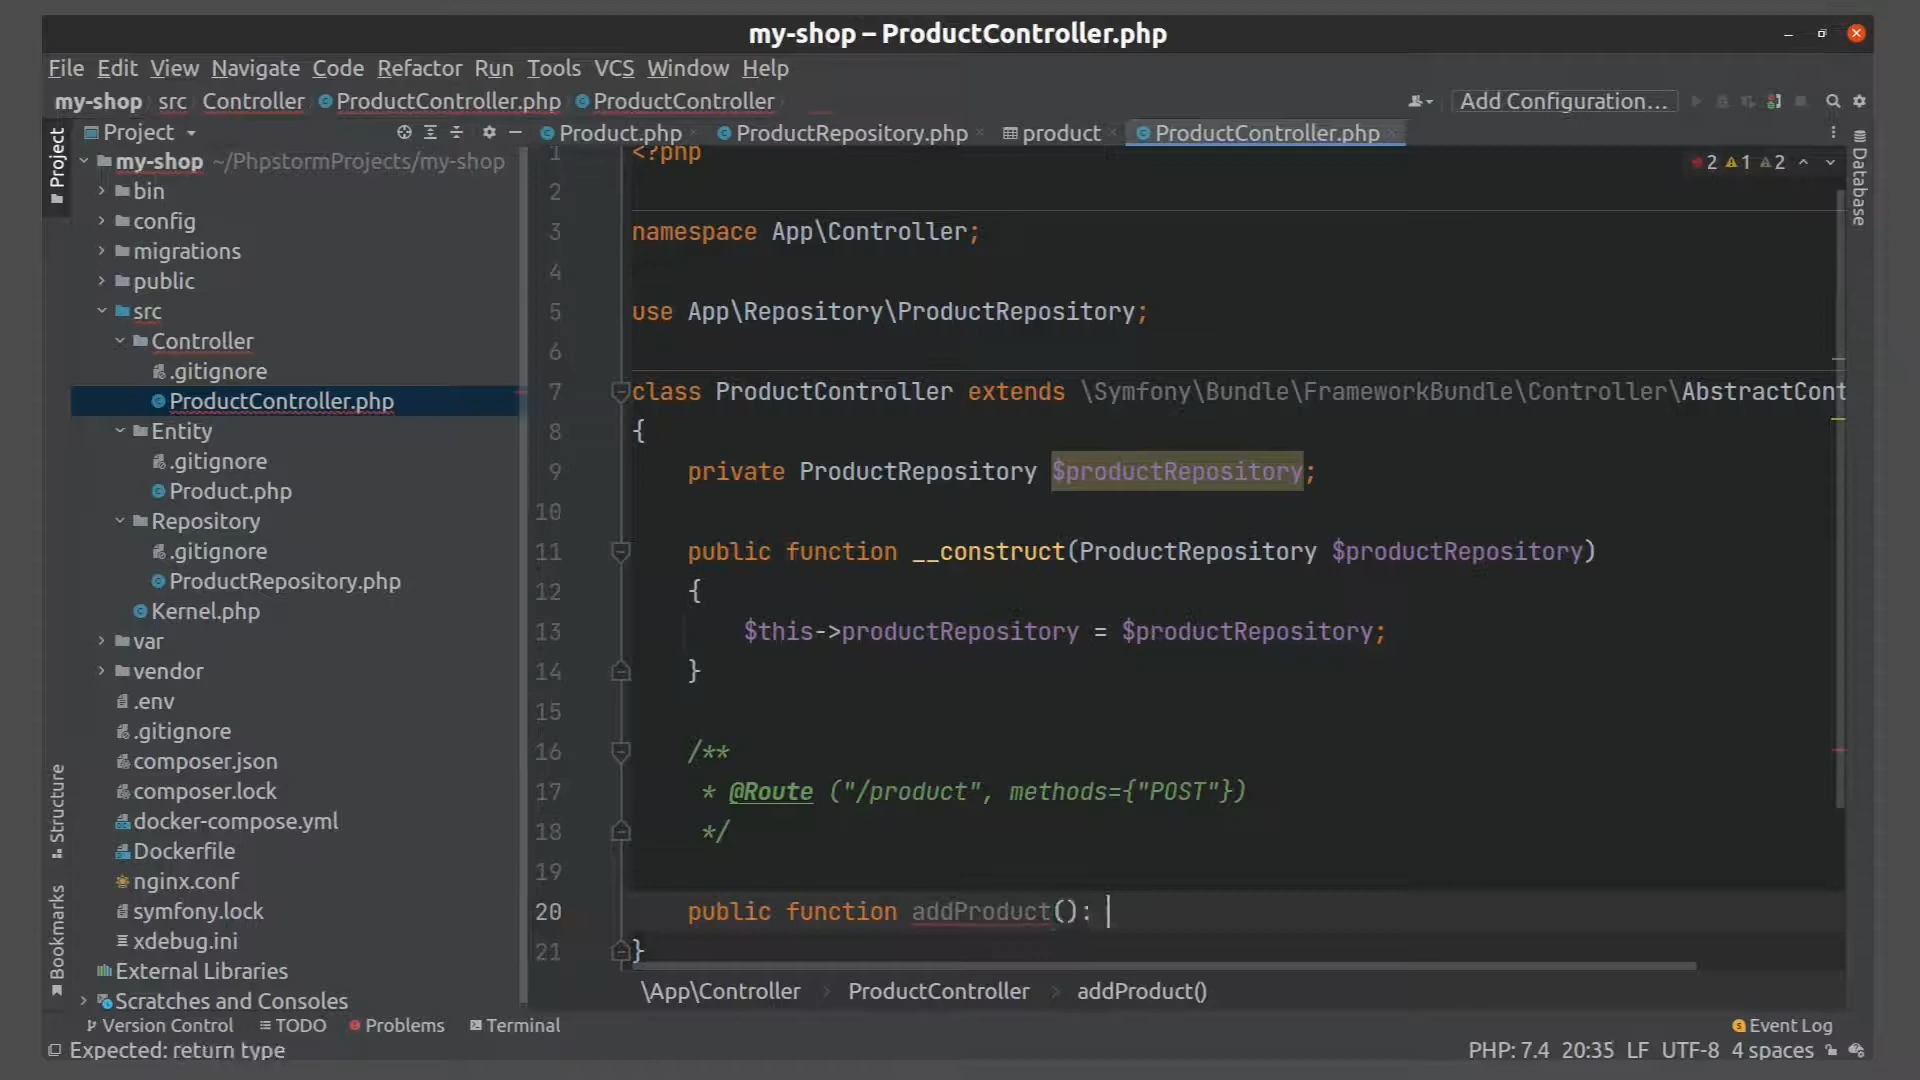 my-shop – ProductController.php
File Edit View Navigate Code Refactor Run Tools VCS Window Help
my-shop src Controller ProductController.php ProductController
Add Configuration...
Project
Product.php ProductRepository.php product ProductController.php
Project
Database
my-shop ~/PhpstormProjects/my-shop
bin
config
migrations
public
src
Controller
.gitignore
ProductController.php
Entity
.gitignore
Product.php
Repository
.gitignore
ProductRepository.php
Kernel.php
var
vendor
.env
.gitignore
composer.json
composer.lock
docker-compose.yml
Dockerfile
nginx.conf
symfony.lock
xdebug.ini
External Libraries
Scratches and Consoles
Structure
Bookmarks
2 1 2
1 <?php
2
3 namespace App\Controller;
4
5 use App\Repository\ProductRepository;
6
7 class ProductController extends \Symfony\Bundle\FrameworkBundle\Controller\AbstractCont
8 {
9 private ProductRepository $productRepository;
10
11 public function __construct(ProductRepository $productRepository)
12 {
13 $this->productRepository = $productRepository;
14 }
15
16 /**
17 * @Route ("/product", methods={"POST"})
18 */
19
20 public function addProduct():
21 }
\App\Controller ProductController addProduct()
Version Control TODO Problems Terminal
Event Log
Expected: return type
PHP: 7.4 20:35 LF UTF-8 4 spaces